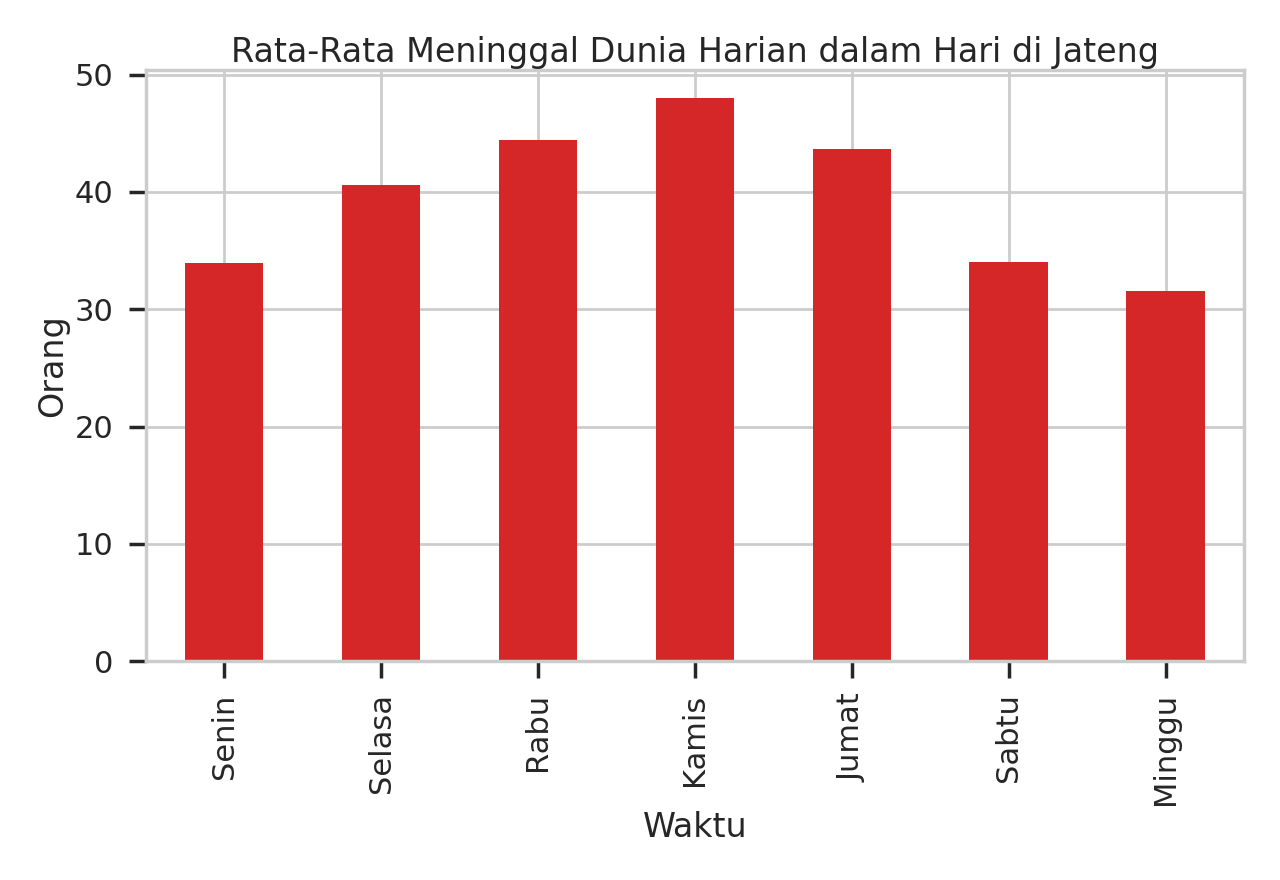 Rata-Rata Meninggal Dunia Harian dalam Hari di Jateng
50
40
30
20
10
0
Orang
Senin
Selasa
Rabu
Kamis
Jumat
Sabtu
Minggu
Waktu